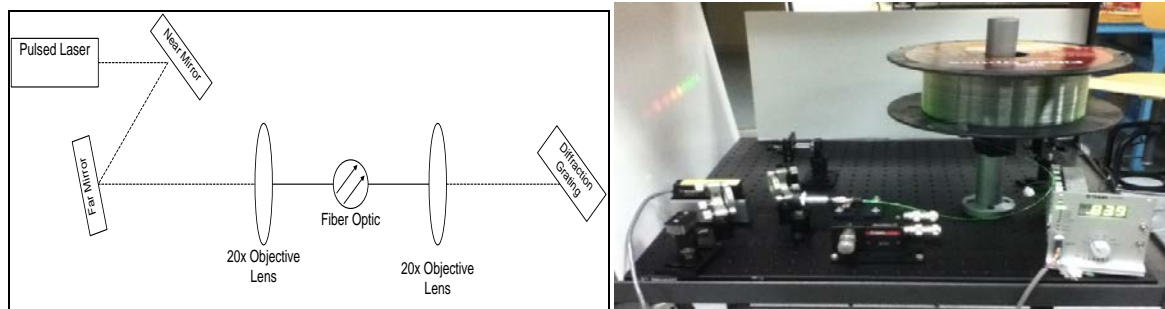 Pulsed Laser
Near Mirror
Far Mirror
Fiber Optic
20x Objective
Lens
20x Objective
Lens
Diffraction
Grating